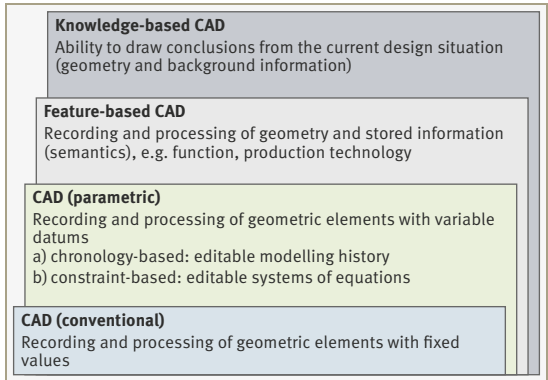 Knowledge-based CAD
Ability to draw conclusions from the current design situation
(geometry and background information)
Feature-based CAD
Recording and processing of geometry and stored information
(semantics), e.g. function, production technology
CAD (parametric)
Recording and processing of geometric elements with variable
datums
a) chronology-based: editable modelling history
b) constraint-based: editable systems of equations
CAD (conventional)
Recording and processing of geometric elements with fixed
values